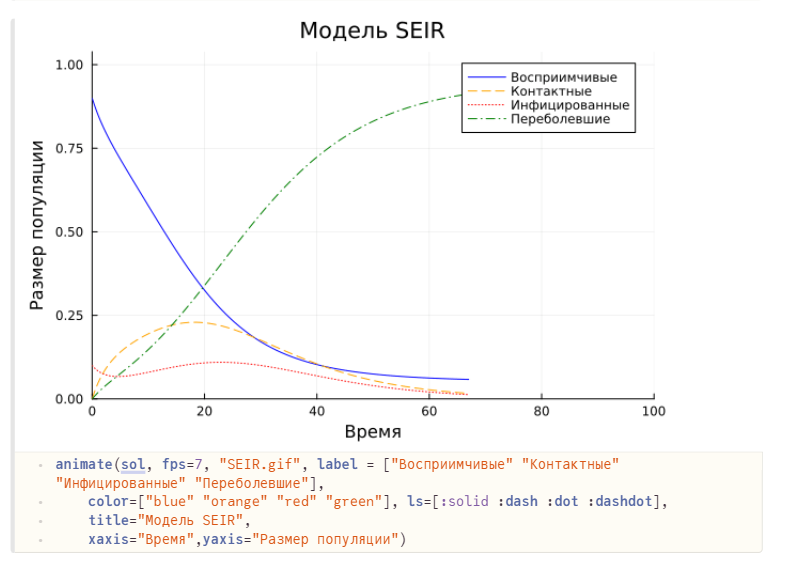 Модель SEIR
1.00
0.75
0.50
0.25
0.00
Размер популяции
Восприимчивые
Контактные
Инфицированные
Переболевшие
0 20 40 60 80 100
Время
animate(sol, fps=7, "SEIR.gif", label = ["Восприимчивые" "Контактные"
"Инфицированные" "Переболевшие"],
color=["blue" "orange" "red" "green"], ls=[:solid :dash :dot :dashdot],
title="Модель SEIR",
xaxis="Время",yaxis="Размер популяции")